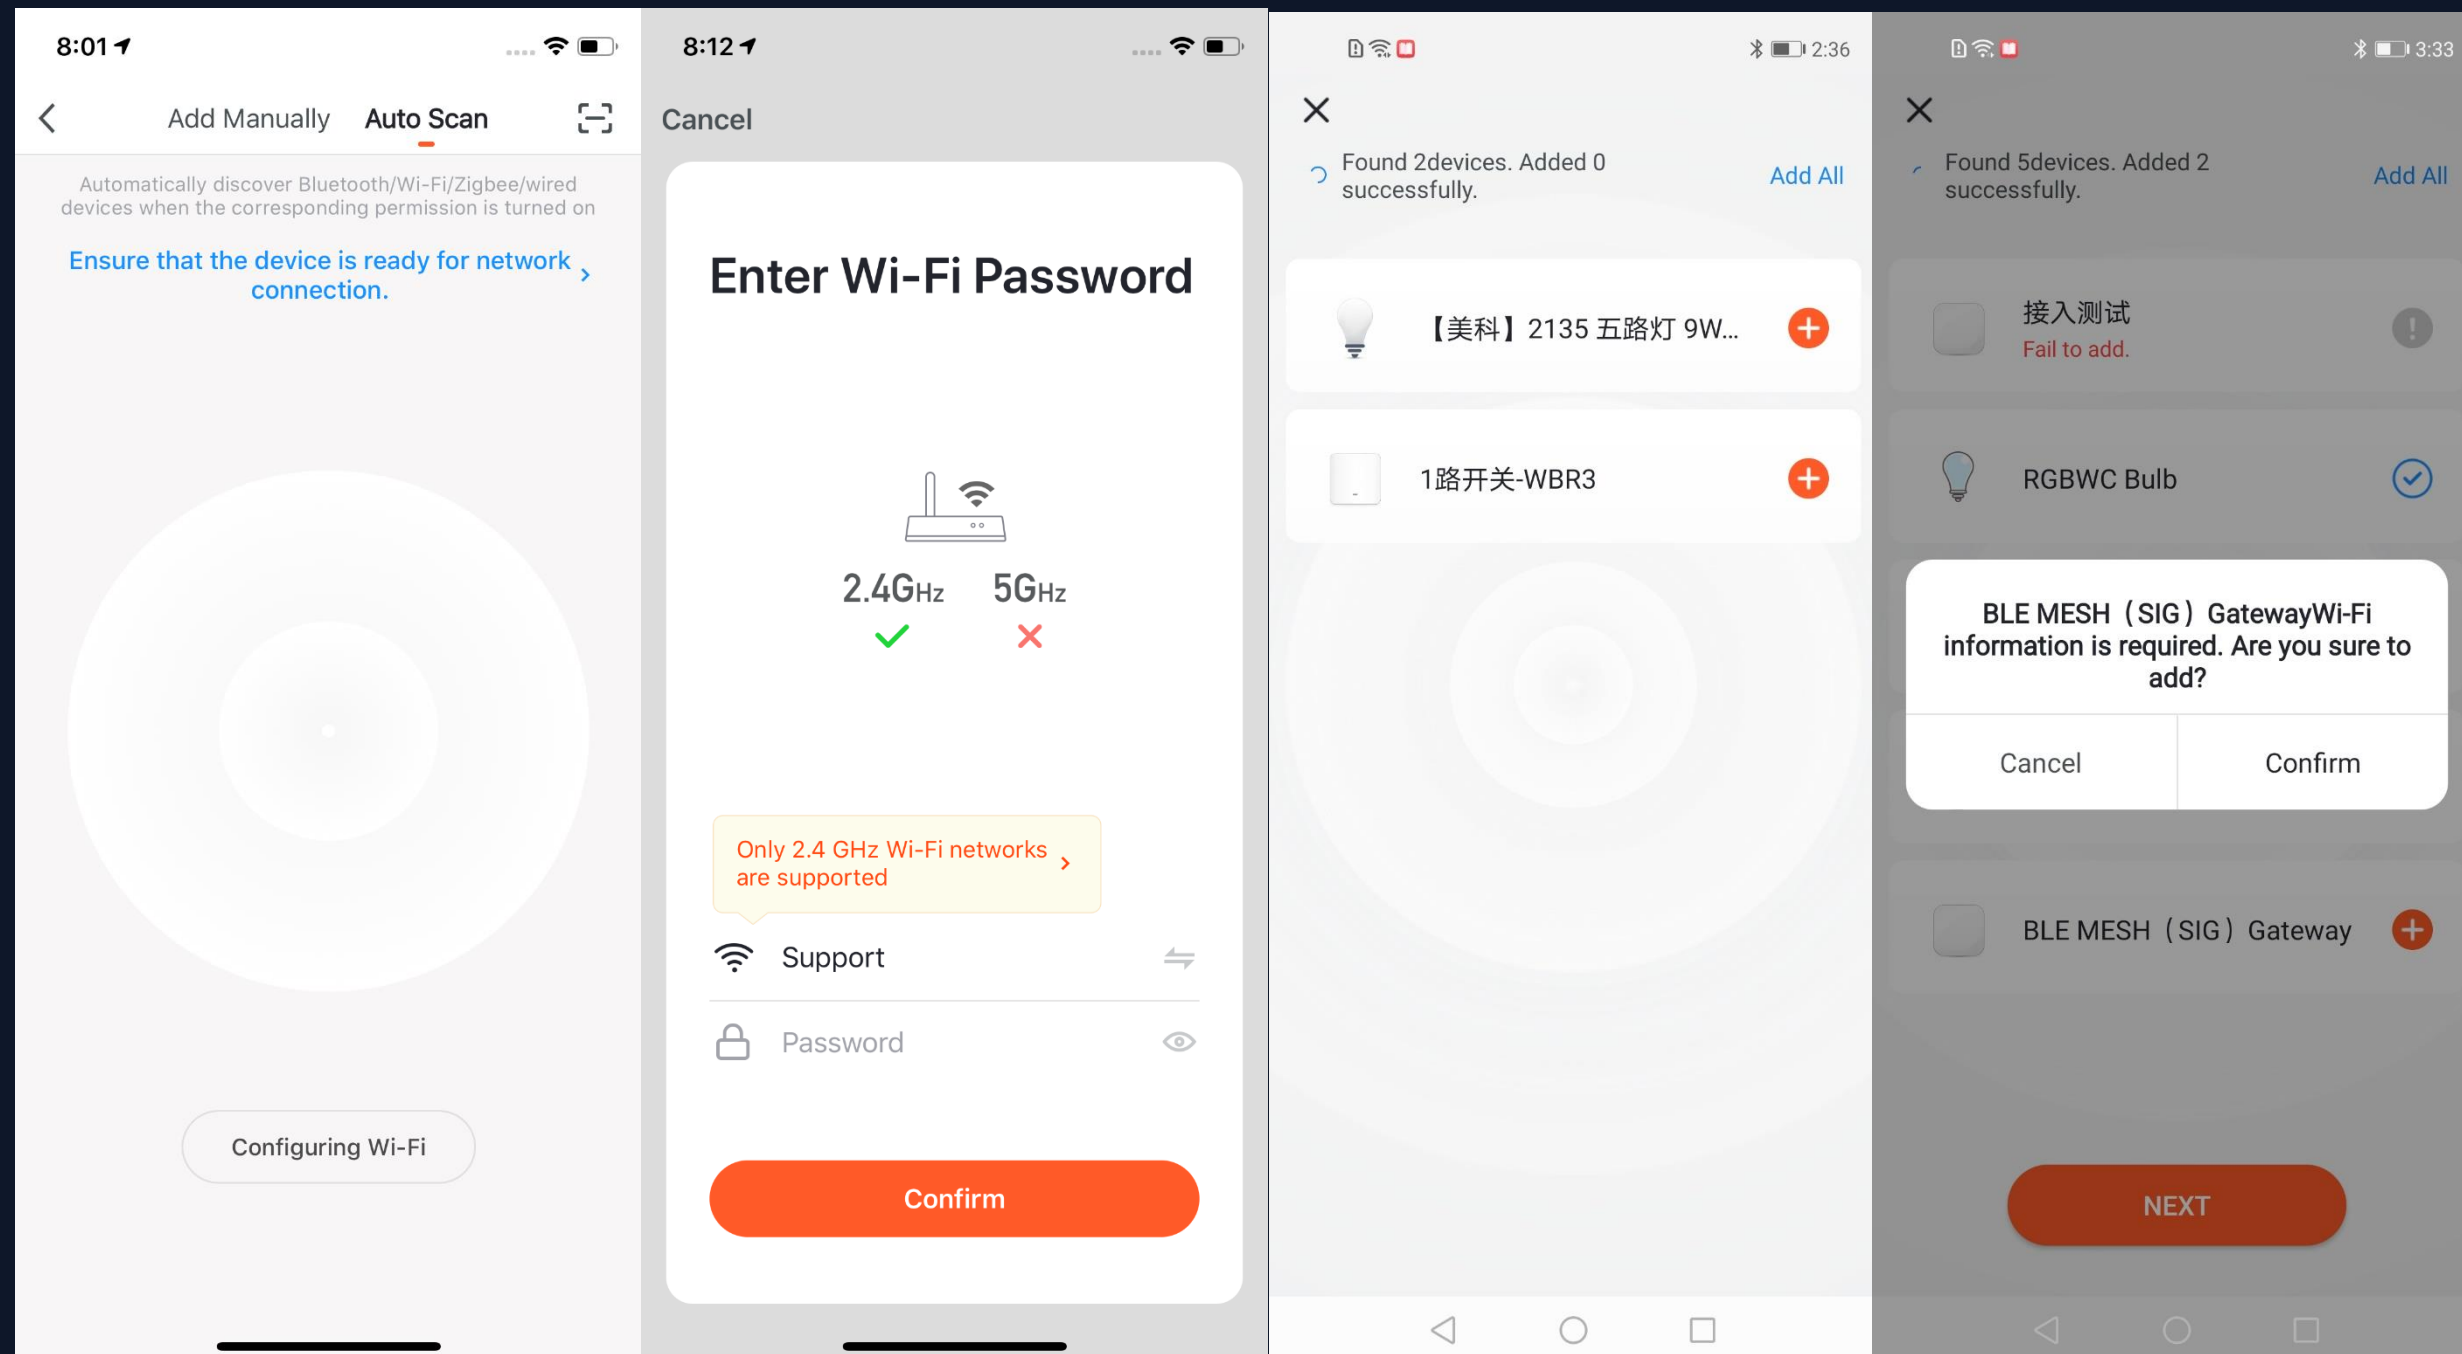 8:01
Add Manually
Auto Scan
Automatically discover Bluetooth/Wi-Fi/Zigbee/wired
devices when the corresponding permission is turned on
Ensure that the device is ready for network
connection.
Configuring Wi-Fi
8:12
Cancel
Enter Wi-Fi Password
2.4GHz
5GHz
Only 2.4 GHz Wi-Fi networks
are supported
Support
Password
Confirm
2:36
Found 2devices. Added 0
successfully.
Add All
【美科】2135 五路灯 9W...
1路开关-WBR3
3:33
Found 5devices. Added 2
successfully.
Add All
接入测试
Fail to add.
RGBWC Bulb
BLE MESH（SIG）GatewayWi-Fi
information is required. Are you sure to
add?
Cancel
Confirm
BLE MESH（SIG）Gateway
NEXT